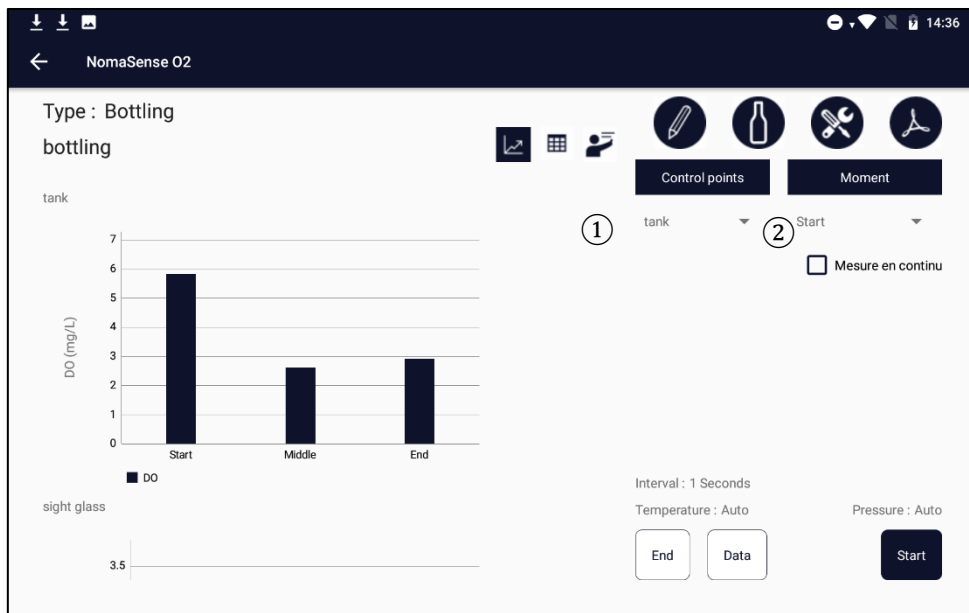 14:36
NomaSense O2
Type : Bottling
bottling
Control points
Moment
tank
① tank
② Start
Mesure en continu
7
6
5
4
3
2
1
0
DO (mg/L)
Start Middle End
DO
sight glass
3.5
Interval : 1 Seconds
Temperature : Auto
Pressure : Auto
End
Data
Start